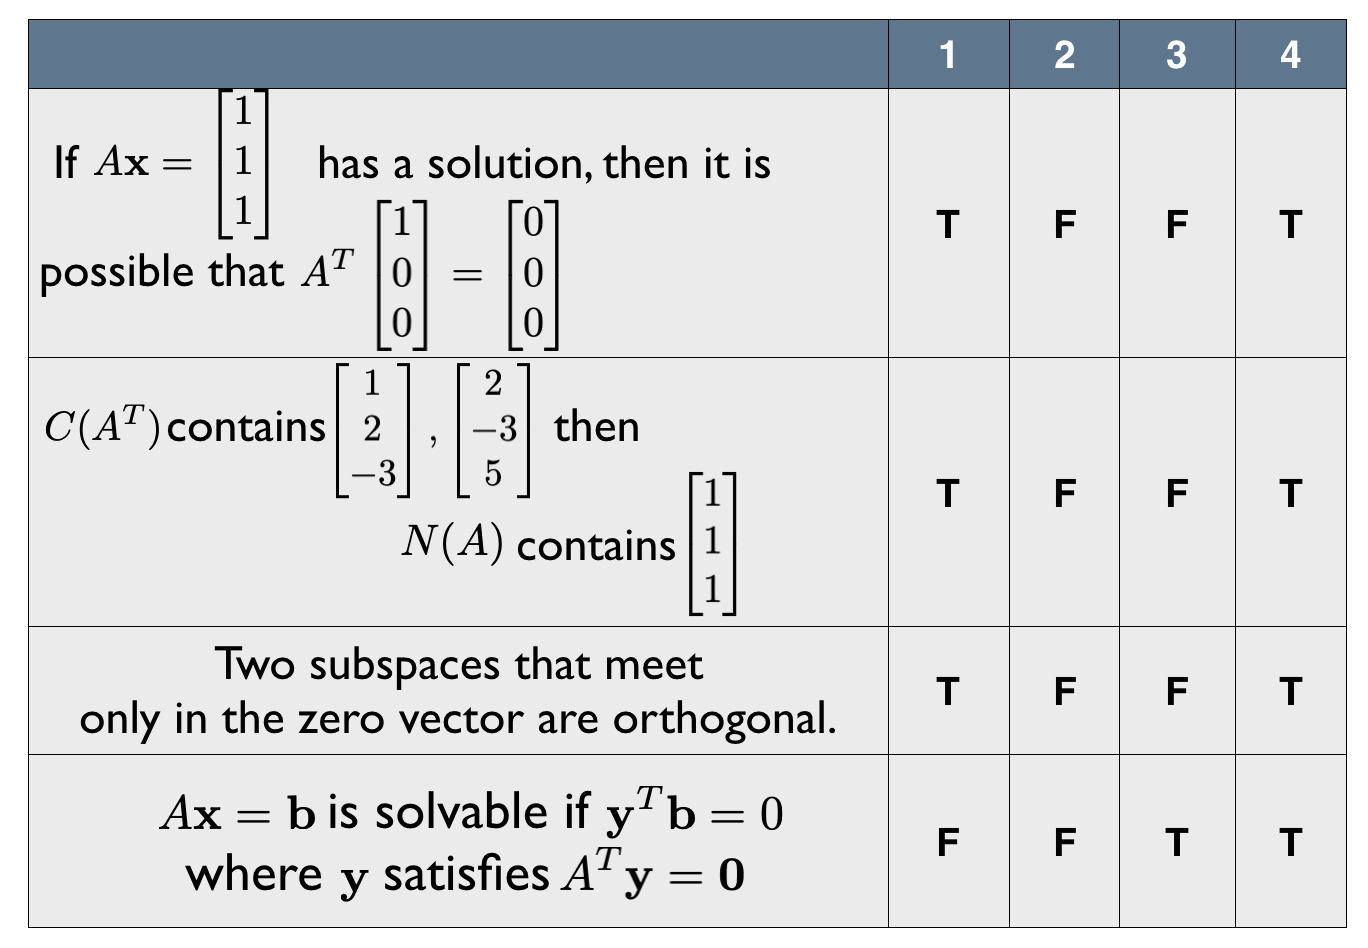 1 2 3 4
If $A\mathbf{x} = \begin{bmatrix} 1 \\ 1 \\ 1 \end{bmatrix}$ has a solution, then it is
possible that $A^T \begin{bmatrix} 1 \\ 0 \\ 0 \end{bmatrix} = \begin{bmatrix} 0 \\ 0 \\ 0 \end{bmatrix}$
T F F T
$C(A^T)$ contains $\begin{bmatrix} 1 \\ 2 \\ -3 \end{bmatrix}, \begin{bmatrix} 2 \\ -3 \\ 5 \end{bmatrix}$ then
$N(A)$ contains $\begin{bmatrix} 1 \\ 1 \\ 1 \end{bmatrix}$
T F F T
Two subspaces that meet
only in the zero vector are orthogonal.
T F F T
$A\mathbf{x} = \mathbf{b}$ is solvable if $\mathbf{y}^T\mathbf{b} = 0$
where $\mathbf{y}$ satisfies $A^T\mathbf{y} = \mathbf{0}$
F F T T